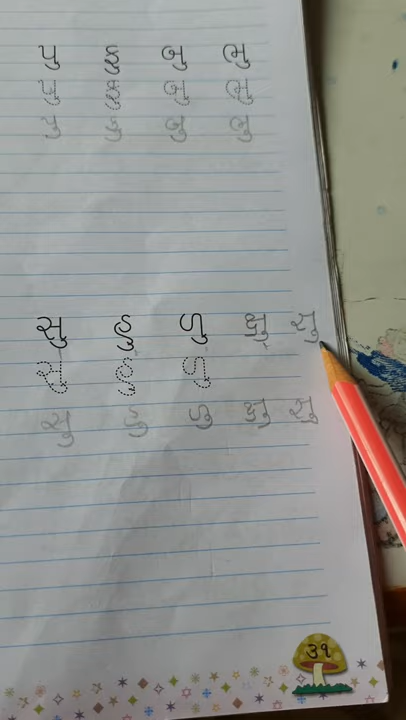 પુ ફુ બુ ભુ
પુ ફુ બુ ભુ
પુ ફુ બુ ભુ
સુ હુ ળુ ક્ષુ
સુ હુ ળુ
સુ હુ ળુ ક્ષુ
૩૧